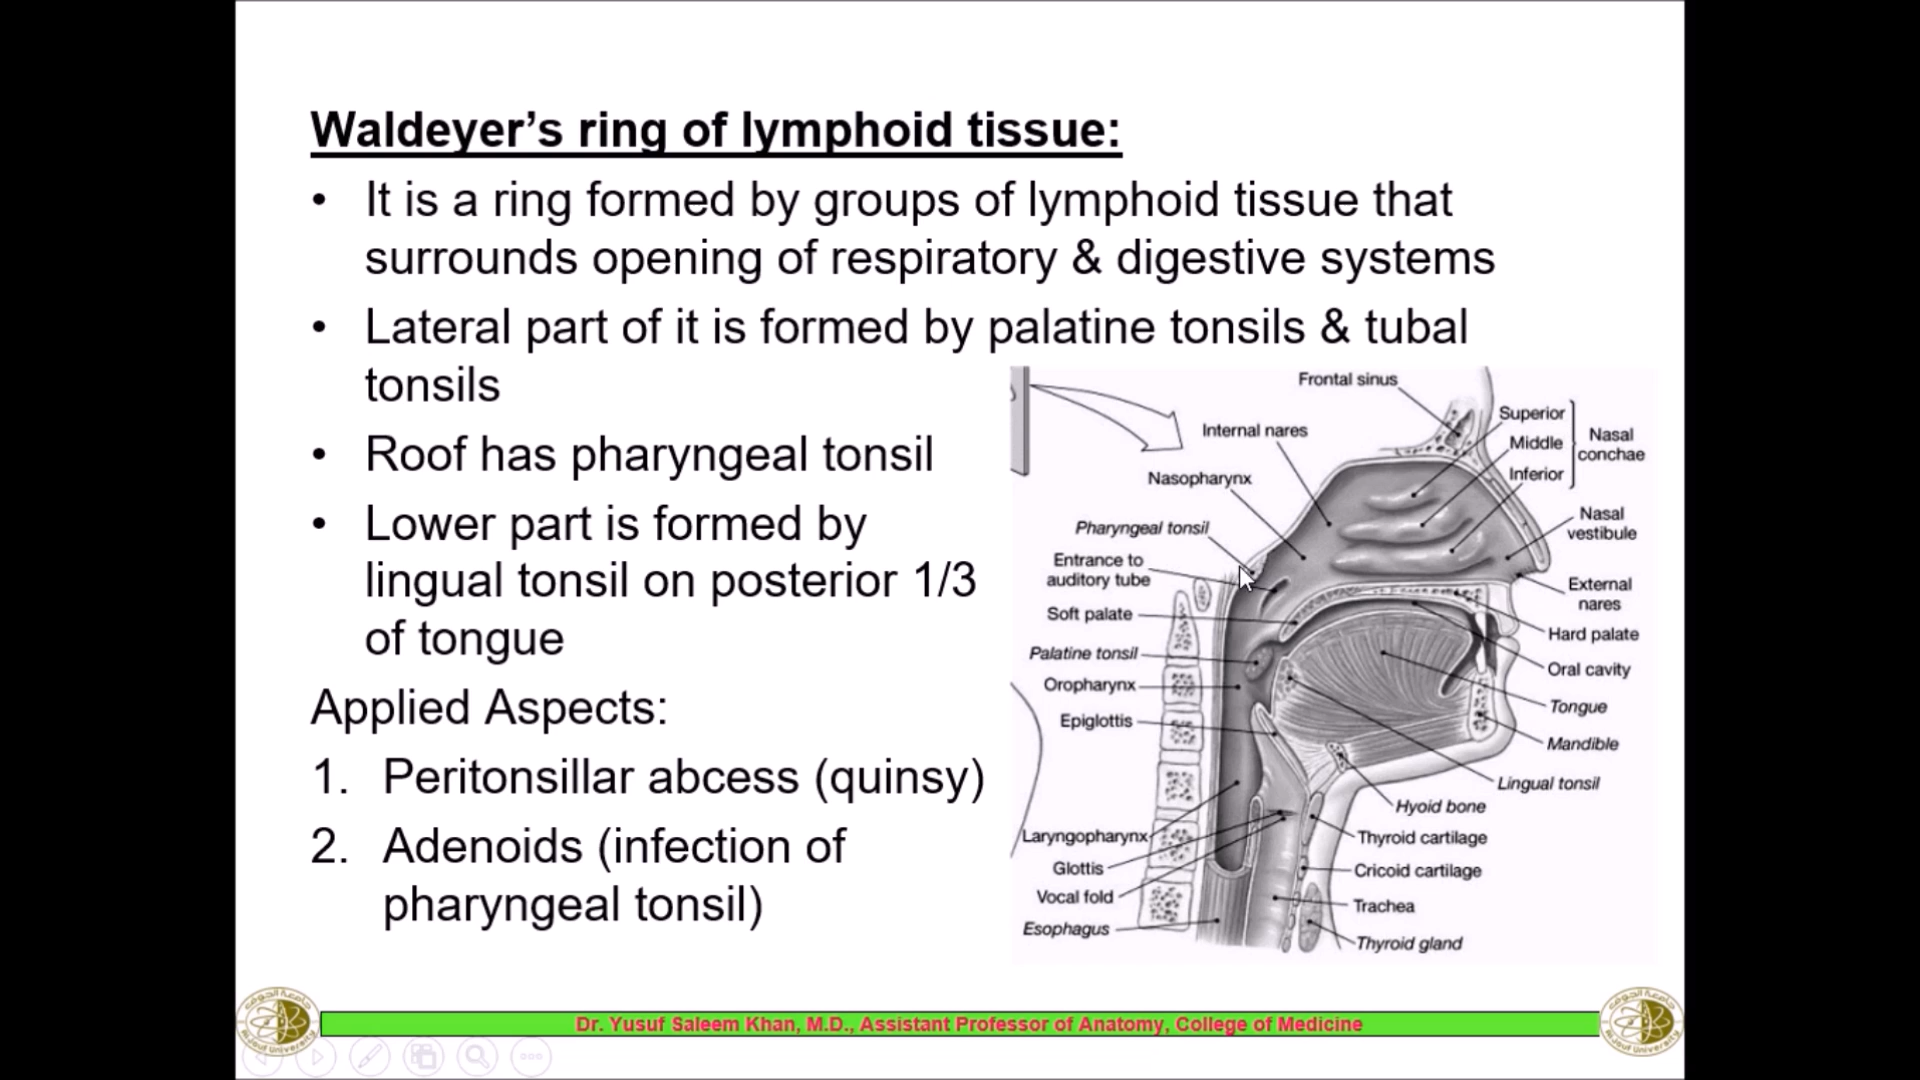 Waldeyer’s ring of lymphoid tissue:
• It is a ring formed by groups of lymphoid tissue that
surrounds opening of respiratory & digestive systems
• Lateral part of it is formed by palatine tonsils & tubal
tonsils
• Roof has pharyngeal tonsil
• Lower part is formed by
lingual tonsil on posterior 1/3
of tongue
Applied Aspects:
1. Peritonsillar abcess (quinsy)
2. Adenoids (infection of
pharyngeal tonsil)
Frontal sinus
Internal nares
Nasopharynx
Pharyngeal tonsil
Entrance to
auditory tube
Soft palate
Palatine tonsil
Oropharynx
Epiglottis
Laryngopharynx
Glottis
Vocal fold
Esophagus
Superior
Middle
Inferior
Nasal
conchae
Nasal
vestibule
External
nares
Hard palate
Oral cavity
Tongue
Mandible
Lingual tonsil
Hyoid bone
Thyroid cartilage
Cricoid cartilage
Trachea
Thyroid gland
Dr. Yusuf Saleem Khan, M.D., Assistant Professor of Anatomy, College of Medicine